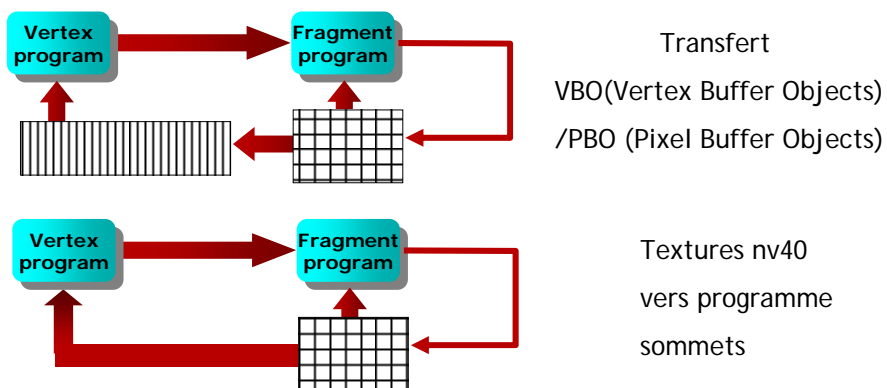 Vertex
program
Fragment
program
Transfert
VBO(Vertex Buffer Objects)
/PBO (Pixel Buffer Objects)
Vertex
program
Fragment
program
Textures nv40
vers programme
sommets